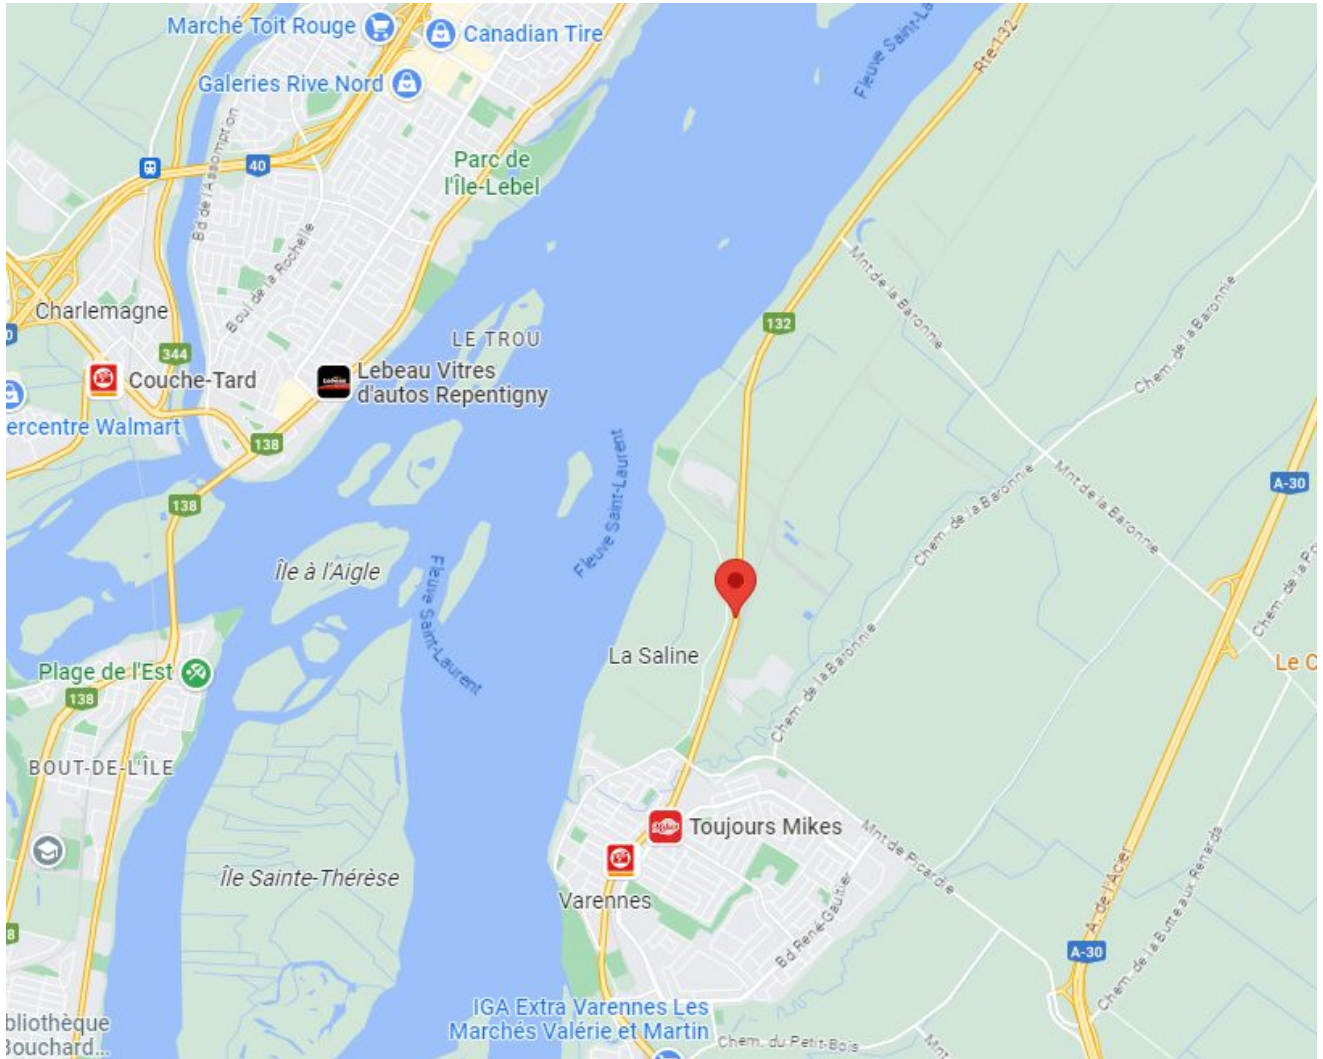 Marché Toit Rouge
Canadian Tire
Galeries Rive Nord
Fleuve Saint-La
Rte-132
Bd de l'Assomption
40
Parc de
l'Île-Lebel
Boul de la Rochelle
Charlemagne
0
344
LE TROU
132
Mnt de la Baronnie
Chem. de la Baronnie
Couche-Tard
Lebeau
Lebeau Vitres
d'autos Repentigny
ercentre Walmart
138
138
Fleuve Saint-Laurent
Chem. de la Baronnie
Mnt de la Baronnie
A-30
Île à l'Aigle
Fleuve Saint-Laurent
Chem. de la Po
La Saline
Chem. de la Baronnie
Le C
Plage de l'Est
138
BOUT-DE-L'ÎLE
Mikes
Toujours Mikes
Mnt de Picardie
Île Sainte-Thérèse
Varennes
Bd René-Gaultier
A. de l'Acier
Chem. de la Butte aux Renards
8
A-30
IGA Extra Varennes Les
Marchés Valérie et Martin
bliothèque
Bouchard...
Chem. du Petit-Bois
Mnt